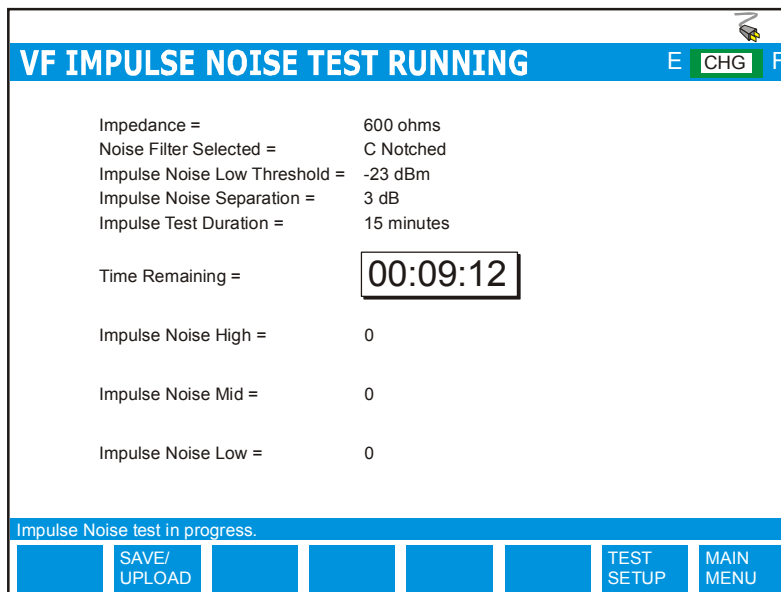 VF IMPULSE NOISE TEST RUNNING E CHG F
Impedance = 600 ohms
Noise Filter Selected = C Notched
Impulse Noise Low Threshold = -23 dBm
Impulse Noise Separation = 3 dB
Impulse Test Duration = 15 minutes
Time Remaining = 00:09:12
Impulse Noise High = 0
Impulse Noise Mid = 0
Impulse Noise Low = 0
Impulse Noise test in progress.
SAVE/ TEST MAIN
UPLOAD SETUP MENU